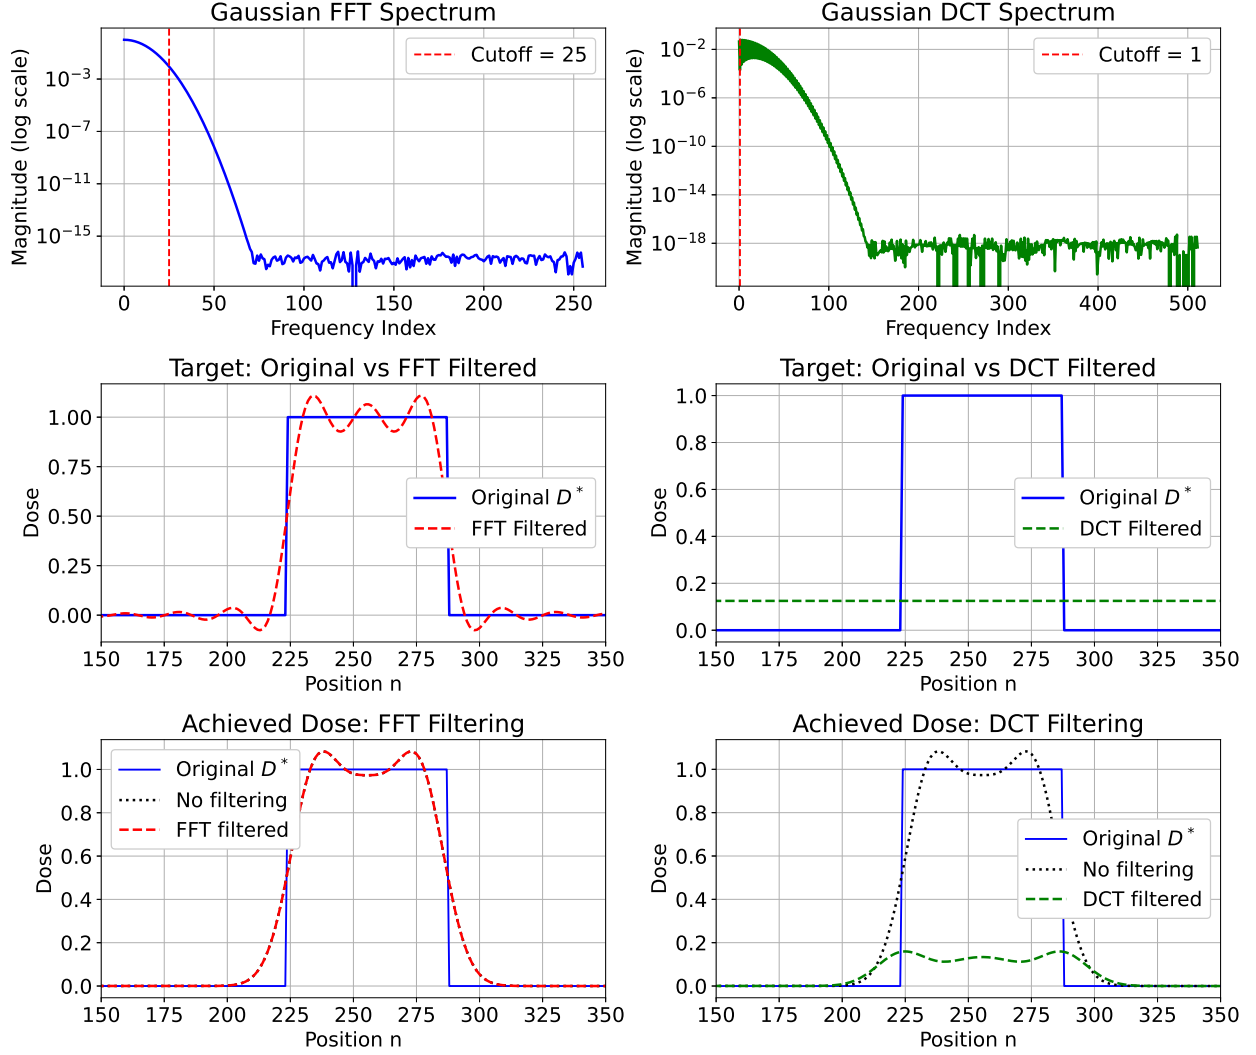 Gaussian FFT Spectrum
Magnitude (log scale)
10⁻³
10⁻⁷
10⁻¹¹
10⁻¹⁵
Cutoff = 25
0 50 100 150 200 250
Frequency Index
Gaussian DCT Spectrum
Magnitude (log scale)
10⁻²
10⁻⁶
10⁻¹⁰
10⁻¹⁴
10⁻¹⁸
Cutoff = 1
0 100 200 300 400 500
Frequency Index
Target: Original vs FFT Filtered
Dose
1.00
0.75
0.50
0.25
0.00
Original D*
FFT Filtered
150 175 200 225 250 275 300 325 350
Position n
Target: Original vs DCT Filtered
Dose
1.0
0.8
0.6
0.4
0.2
0.0
Original D*
DCT Filtered
150 175 200 225 250 275 300 325 350
Position n
Achieved Dose: FFT Filtering
Dose
1.0
0.8
0.6
0.4
0.2
0.0
Original D*
No filtering
FFT filtered
150 175 200 225 250 275 300 325 350
Position n
Achieved Dose: DCT Filtering
Dose
1.0
0.8
0.6
0.4
0.2
0.0
Original D*
No filtering
DCT filtered
150 175 200 225 250 275 300 325 350
Position n